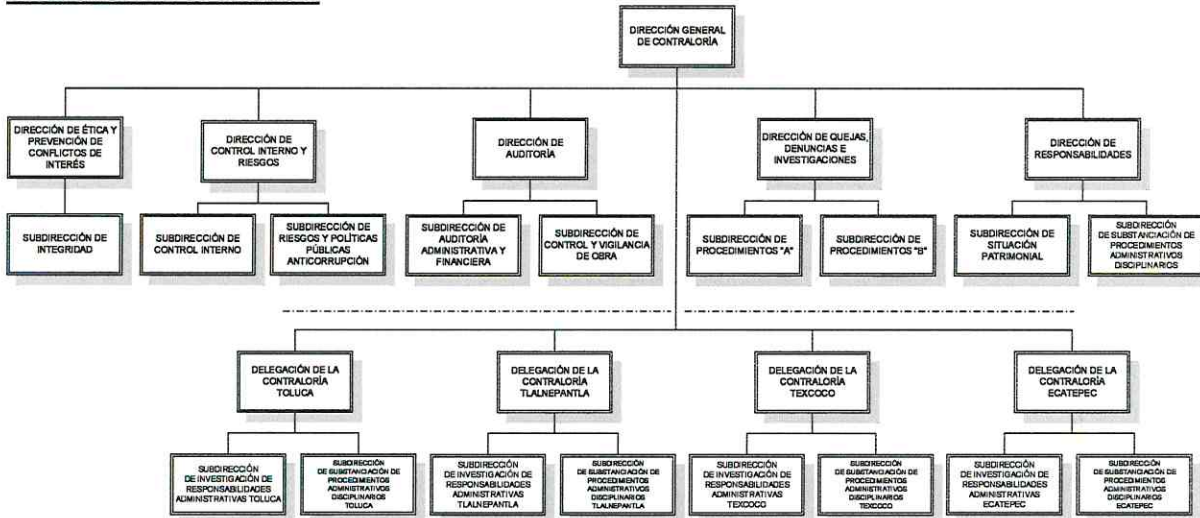 DIRECCIÓN GENERAL
DE CONTRALORÍA
DIRECCIÓN DE ÉTICA Y
PREVENCIÓN DE
CONFLICTOS DE
INTERÉS
DIRECCIÓN DE
CONTROL INTERNO Y
RIESGOS
DIRECCIÓN DE
AUDITORÍA
DIRECCIÓN DE QUEJAS,
DENUNCIAS E
INVESTIGACIONES
DIRECCIÓN DE
RESPONSABILIDADES
SUBDIRECCIÓN DE
INTEGRIDAD
SUBDIRECCIÓN DE
CONTROL INTERNO
SUBDIRECCIÓN DE
RIESGOS Y POLÍTICAS
PÚBLICAS
ANTICORRUPCIÓN
SUBDIRECCIÓN DE
AUDITORÍA
ADMINISTRATIVA Y
FINANCIERA
SUBDIRECCIÓN DE
CONTROL Y VIGILANCIA
DE OBRA
SUBDIRECCIÓN DE
PROCEDIMIENTOS "A"
SUBDIRECCIÓN DE
PROCEDIMIENTOS "B"
SUBDIRECCIÓN DE
SITUACIÓN
PATRIMONIAL
SUBDIRECCIÓN
DE SUBSTANCIACIÓN DE
PROCEDIMIENTOS
ADMINISTRATIVOS
DISCIPLINARIOS
DELEGACIÓN DE LA
CONTRALORÍA
TOLUCA
DELEGACIÓN DE LA
CONTRALORÍA
TLALNEPANTLA
DELEGACIÓN DE LA
CONTRALORÍA
TEXCOCO
DELEGACIÓN DE LA
CONTRALORÍA
ECATEPEC
SUBDIRECCIÓN
DE INVESTIGACIÓN DE
RESPONSABILIDADES
ADMINISTRATIVAS TOLUCA
SUBDIRECCIÓN
DE SUBSTANCIACIÓN DE
PROCEDIMIENTOS
ADMINISTRATIVOS
DISCIPLINARIOS
TOLUCA
SUBDIRECCIÓN
DE INVESTIGACIÓN DE
RESPONSABILIDADES
ADMINISTRATIVAS
TLALNEPANTLA
SUBDIRECCIÓN
DE SUBSTANCIACIÓN DE
PROCEDIMIENTOS
ADMINISTRATIVOS
DISCIPLINARIOS
TLALNEPANTLA
SUBDIRECCIÓN
DE INVESTIGACIÓN DE
RESPONSABILIDADES
ADMINISTRATIVAS
TEXCOCO
SUBDIRECCIÓN
DE SUBSTANCIACIÓN DE
PROCEDIMIENTOS
ADMINISTRATIVOS
DISCIPLINARIOS
TEXCOCO
SUBDIRECCIÓN
DE INVESTIGACIÓN DE
RESPONSABILIDADES
ADMINISTRATIVAS
ECATEPEC
SUBDIRECCIÓN
DE SUBSTANCIACIÓN DE
PROCEDIMIENTOS
ADMINISTRATIVOS
DISCIPLINARIOS
ECATEPEC